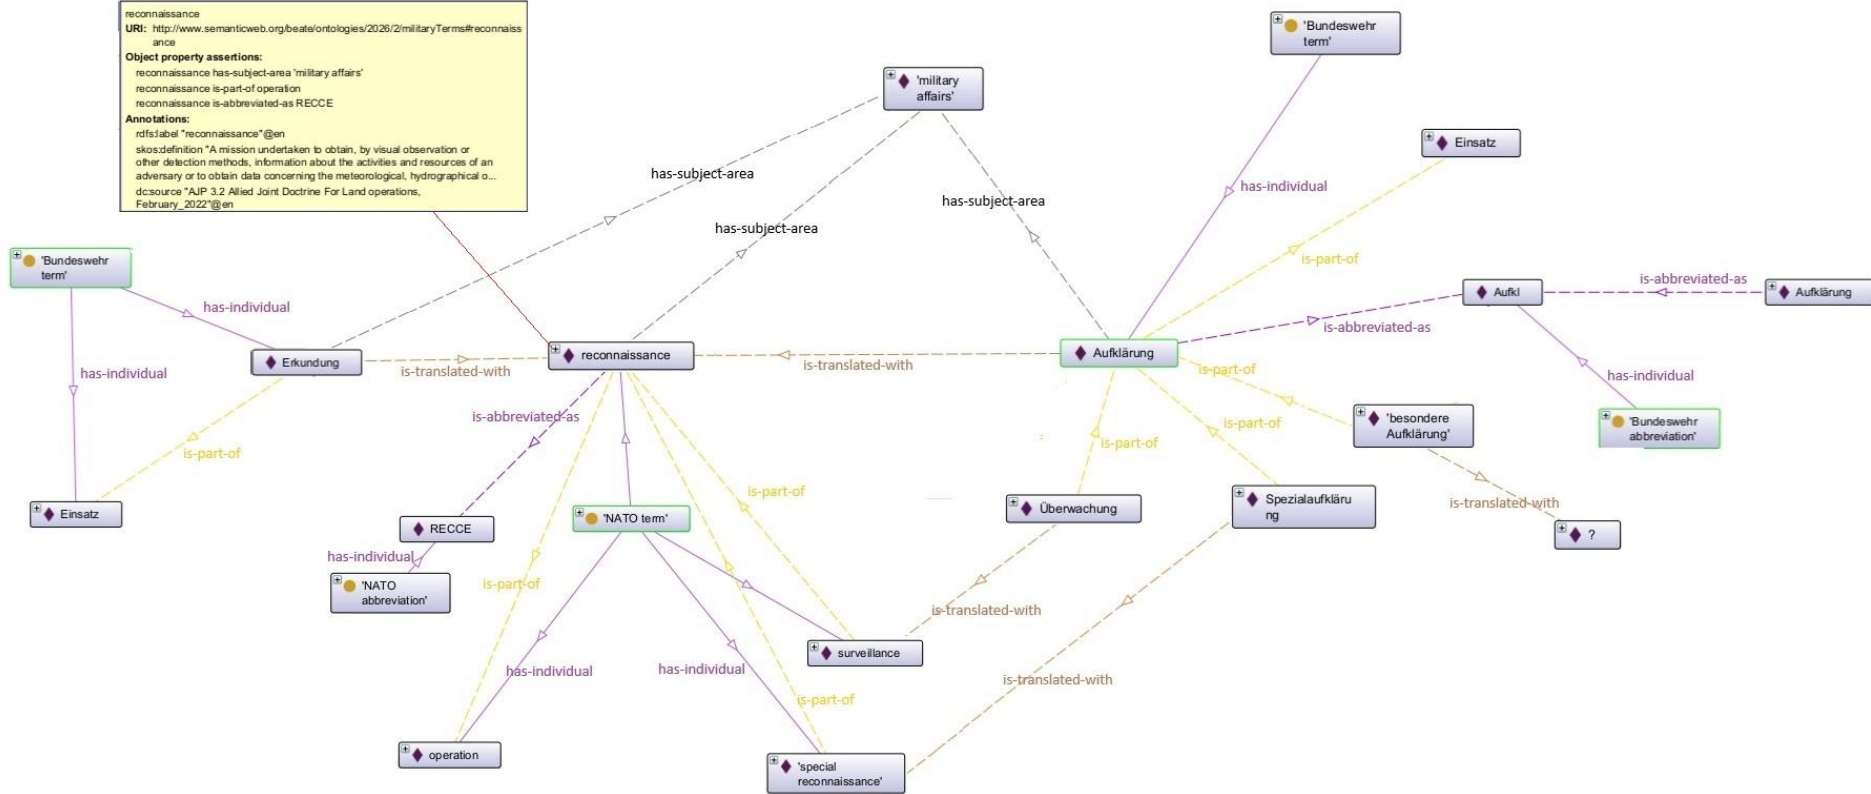 reconnaissance
URI: http://www.semanticweb.org/beate/ontologies/2026/2/militaryTerms#reconnaiss
ance
Object property assertions:
reconnaissance has-subject-area 'military affairs'
reconnaissance is-part-of operation
reconnaissance is-abbreviated-as RECCE
Annotations:
rdfs:label "reconnaissance"@en
skos:definition "A mission undertaken to obtain, by visual observation or
other detection methods, information about the activities and resources of an
adversary or to obtain data concerning the meteorological, hydrographical o...
dc:source "AJP 3.2 Allied Joint Doctrine For Land operations,
February_2022"@en
'Bundeswehr
term'
'military
affairs'
Einsatz
has-subject-area
has-individual
has-subject-area
has-subject-area
'Bundeswehr
term'
is-part-of
is-abbreviated-as
Aufkl
Aufklärung
has-individual
is-abbreviated-as
Erkundung
reconnaissance
Aufklärung
is-translated-with
is-translated-with
is-part-of
has-individual
has-individual
is-abbreviated-as
'besondere
Aufklärung'
'Bundeswehr
abbreviation'
is-part-of
is-part-of
is-part-of
is-part-of
Einsatz
RECCE
'NATO term'
Überwachung
Spezialaufkläru
ng
is-translated-with
?
has-individual
'NATO
abbreviation'
is-part-of
is-translated-with
surveillance
has-individual
has-individual
is-translated-with
is-part-of
operation
'special
reconnaissance'